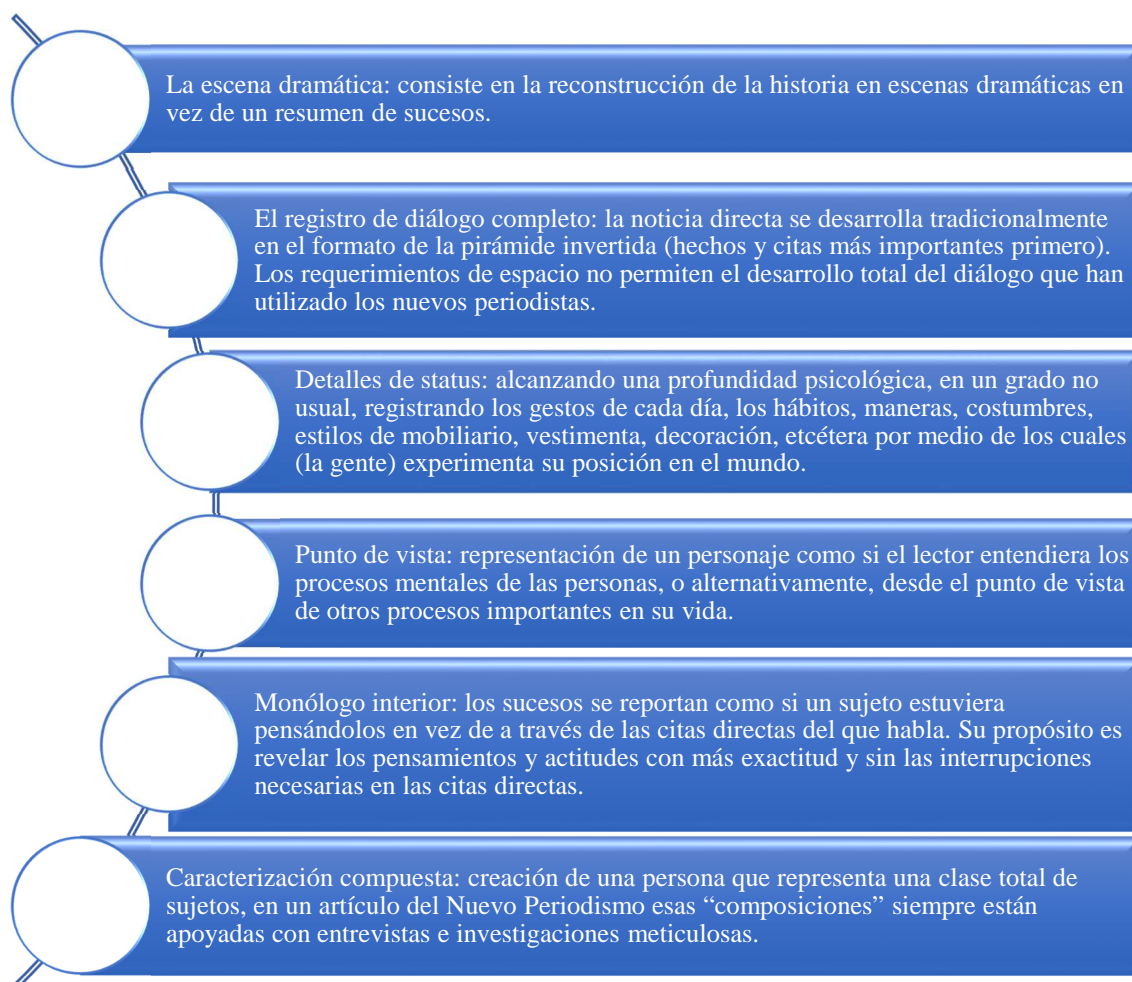 La escena dramática: consiste en la reconstrucción de la historia en escenas dramáticas en
vez de un resumen de sucesos.
El registro de diálogo completo: la noticia directa se desarrolla tradicionalmente
en el formato de la pirámide invertida (hechos y citas más importantes primero).
Los requerimientos de espacio no permiten el desarrollo total del diálogo que han
utilizado los nuevos periodistas.
Detalles de status: alcanzando una profundidad psicológica, en un grado no
usual, registrando los gestos de cada día, los hábitos, maneras, costumbres,
estilos de mobiliario, vestimenta, decoración, etcétera por medio de los cuales
(la gente) experimenta su posición en el mundo.
Punto de vista: representación de un personaje como si el lector entendiera los
procesos mentales de las personas, o alternativamente, desde el punto de vista
de otros procesos importantes en su vida.
Monólogo interior: los sucesos se reportan como si un sujeto estuviera
pensándolos en vez de a través de las citas directas del que habla. Su propósito es
revelar los pensamientos y actitudes con más exactitud y sin las interrupciones
necesarias en las citas directas.
Caracterización compuesta: creación de una persona que representa una clase total de
sujetos, en un artículo del Nuevo Periodismo esas “composiciones” siempre están
apoyadas con entrevistas e investigaciones meticulosas.